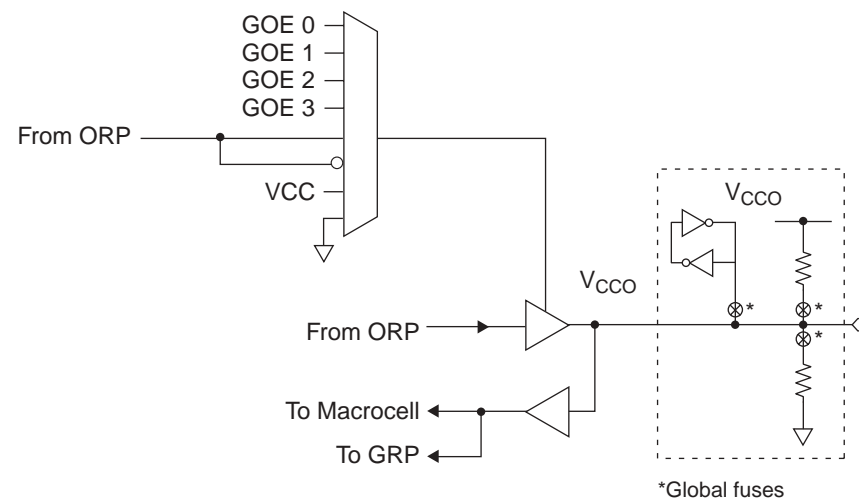 GOE 0
GOE 1
GOE 2
GOE 3
From ORP
VCC
VCCO
VCCO
*
*
*
From ORP
To Macrocell
To GRP
*Global fuses